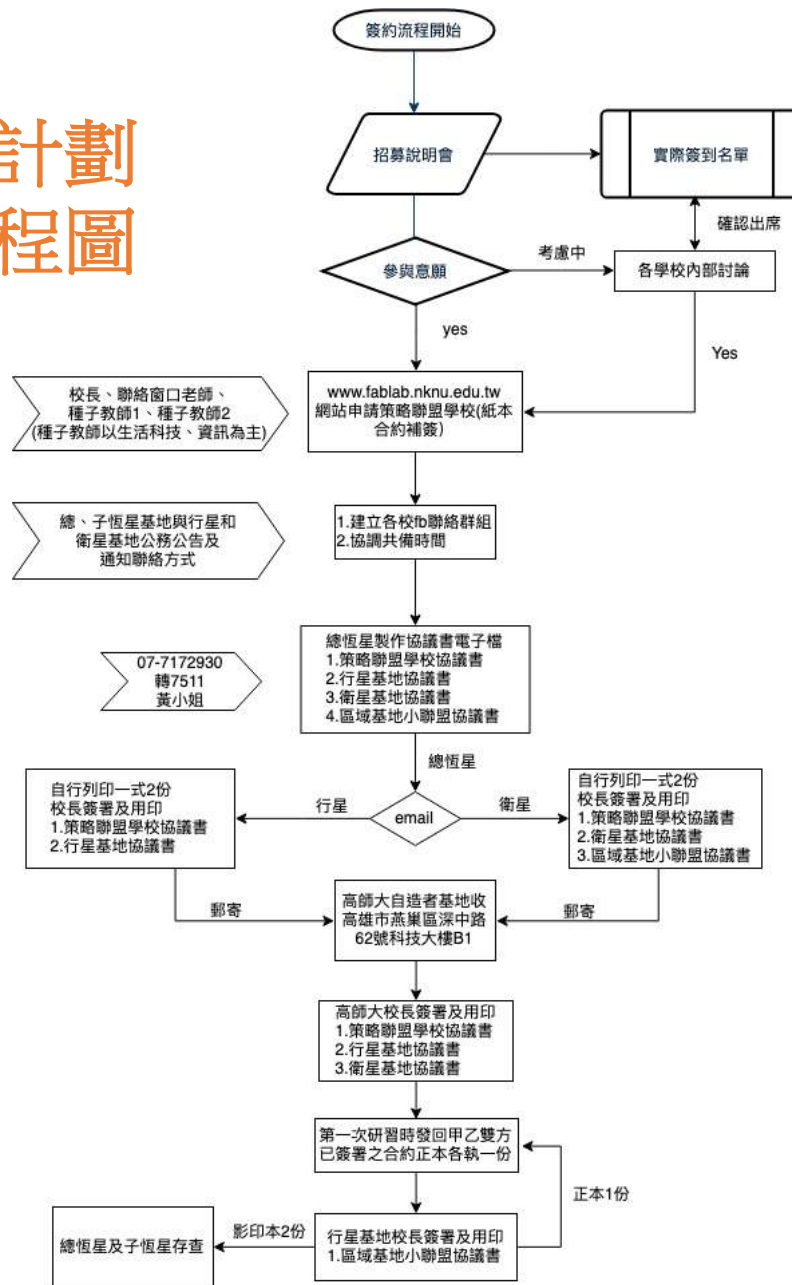 計劃
程圖
簽約流程開始
招募說明會
實際簽到名單
確認出席
參與意願
考慮中
各學校內部討論
yes
Yes
校長、聯絡窗口老師、
種子教師1、種子教師2
(種子教師以生活科技、資訊為主)
www.fablab.nknu.edu.tw
網站申請策略聯盟學校(紙本
合約補簽)
總、子恆星基地與行星和
衛星基地公務公告及
通知聯絡方式
1.建立各校fb聯絡群組
2.協調共備時間
07-7172930
轉7511
黃小姐
總恆星製作協議書電子檔
1.策略聯盟學校協議書
2.行星基地協議書
3.衛星基地協議書
4.區域基地小聯盟協議書
總恆星
自行列印一式2份
校長簽署及用印
1.策略聯盟學校協議書
2.行星基地協議書
行星
email
衛星
自行列印一式2份
校長簽署及用印
1.策略聯盟學校協議書
2.衛星基地協議書
3.區域基地小聯盟協議書
郵寄
高師大自造者基地收
高雄市燕巢區深中路
62號科技大樓B1
郵寄
高師大校長簽署及用印
1.策略聯盟學校協議書
2.行星基地協議書
3.衛星基地協議書
第一次研習時發回甲乙雙方
已簽署之合約正本各執一份
正本1份
總恆星及子恆星存查
影印本2份
行星基地校長簽署及用印
1.區域基地小聯盟協議書